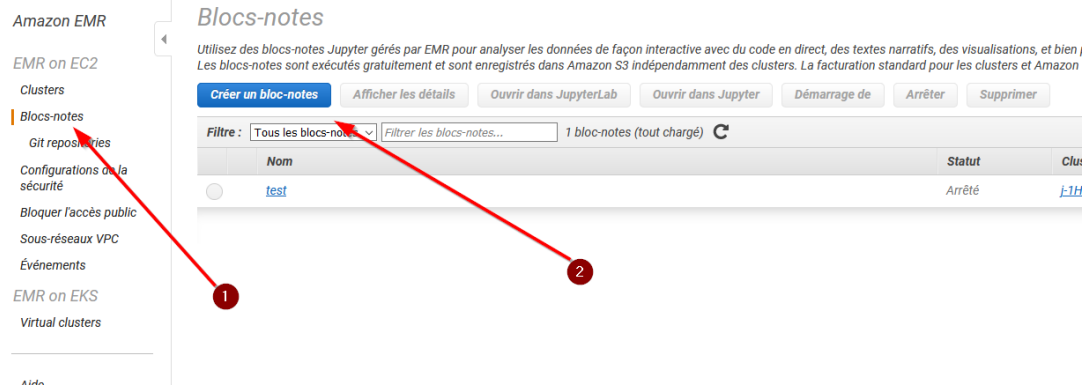 Amazon EMR
EMR on EC2
Clusters
Blocs-notes
Git repositories
Configurations de la
sécurité
Bloquer l'accès public
Sous-réseaux VPC
Événements
EMR on EKS
Virtual clusters
Aide
Blocs-notes
Utilisez des blocs-notes Jupyter gérés par EMR pour analyser les données de façon interactive avec du code en direct, des textes narratifs, des visualisations, et bien
Les blocs-notes sont exécutés gratuitement et sont enregistrés dans Amazon S3 indépendamment des clusters. La facturation standard pour les clusters et Amazon
Créer un bloc-notes Afficher les détails Ouvrir dans JupyterLab Ouvrir dans Jupyter Démarrage de Arrêter Supprimer
Filtre : Tous les blocs-notes Filtrer les blocs-notes... 1 bloc-notes (tout chargé)
Nom Statut Clus
test Arrêté j-1H
1
2